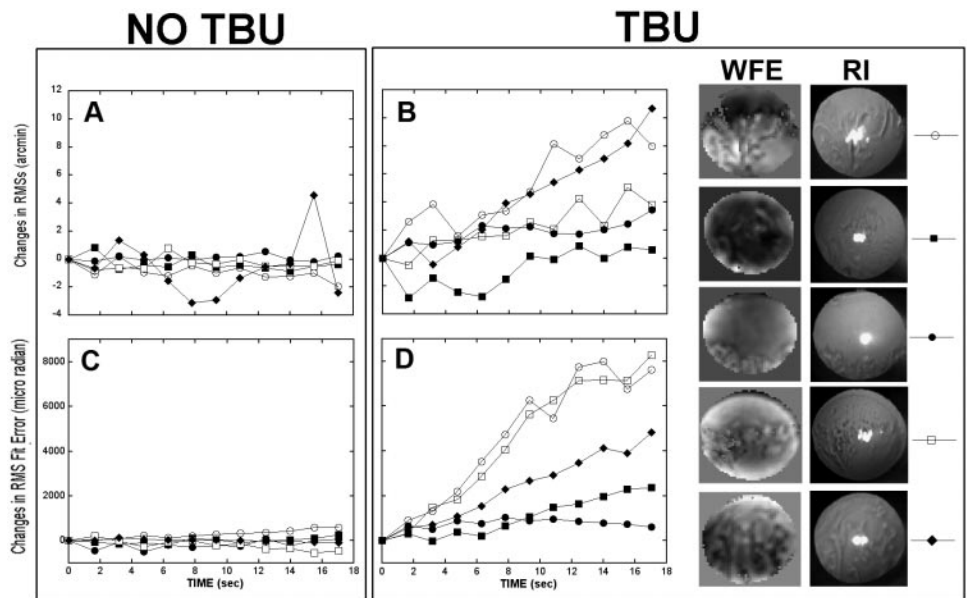 NO TBU
TBU
WFE
RI
A
B
C
D
Changes in RMSs (arcmin)
12
10
8
6
4
2
0
-2
-4
Changes in RMS Fit Error (micro radian)
8000
6000
4000
2000
0
0 2 4 6 8 10 12 14 16 18
TIME (sec)
0 2 4 6 8 10 12 14 16 18
TIME (sec)